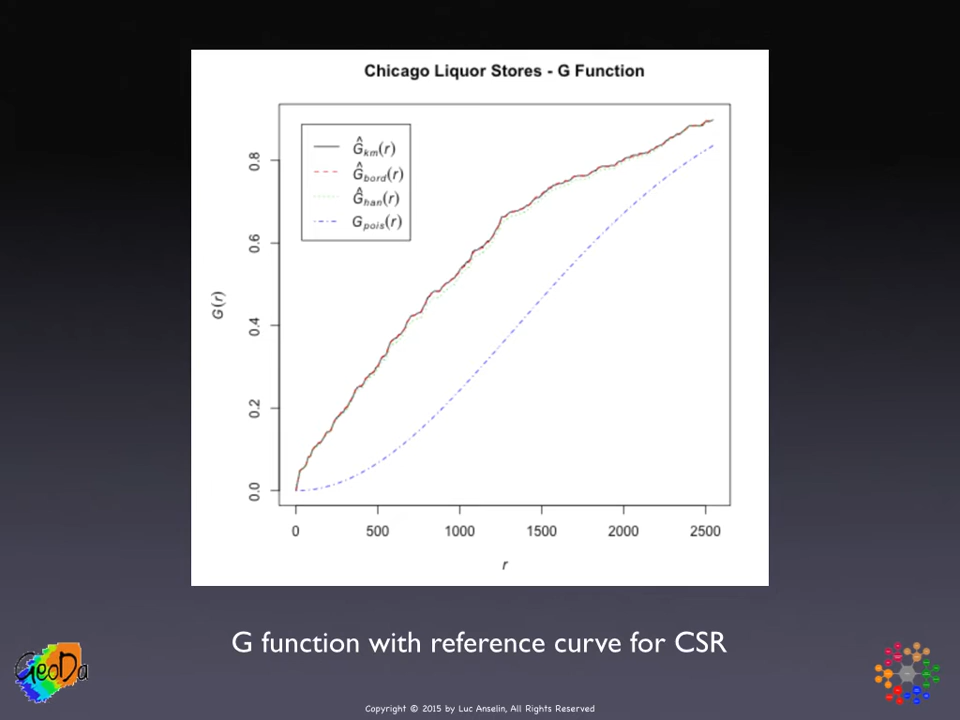 Chicago Liquor Stores - G Function
Ĝkm(r)
Ĝbord(r)
Ĝhan(r)
Gpois(r)
G(r)
0.8
0.6
0.4
0.2
0.0
0 500 1000 1500 2000 2500
r
G function with reference curve for CSR
GeoDa
Copyright © 2015 by Luc Anselin, All Rights Reserved